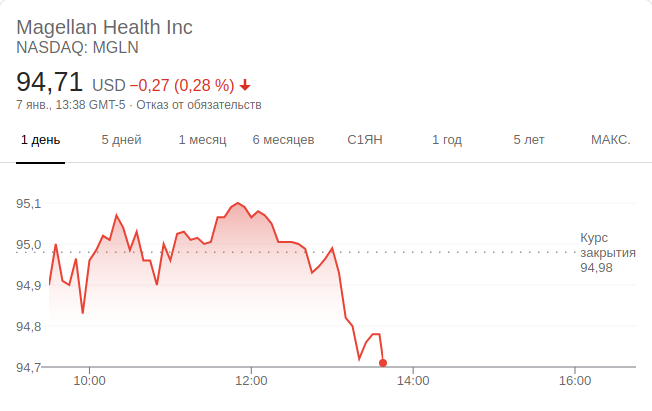 Magellan Health Inc
NASDAQ: MGLN
94,71 USD −0,27 (0,28 %)
7 янв., 13:38 GMT-5 · Отказ от обязательств
1 день 5 дней 1 месяц 6 месяцев С1ЯН 1 год 5 лет МАКС.
95,1
95,0
94,9
94,8
94,7
Курс
закрытия
94,98
10:00 12:00 14:00 16:00